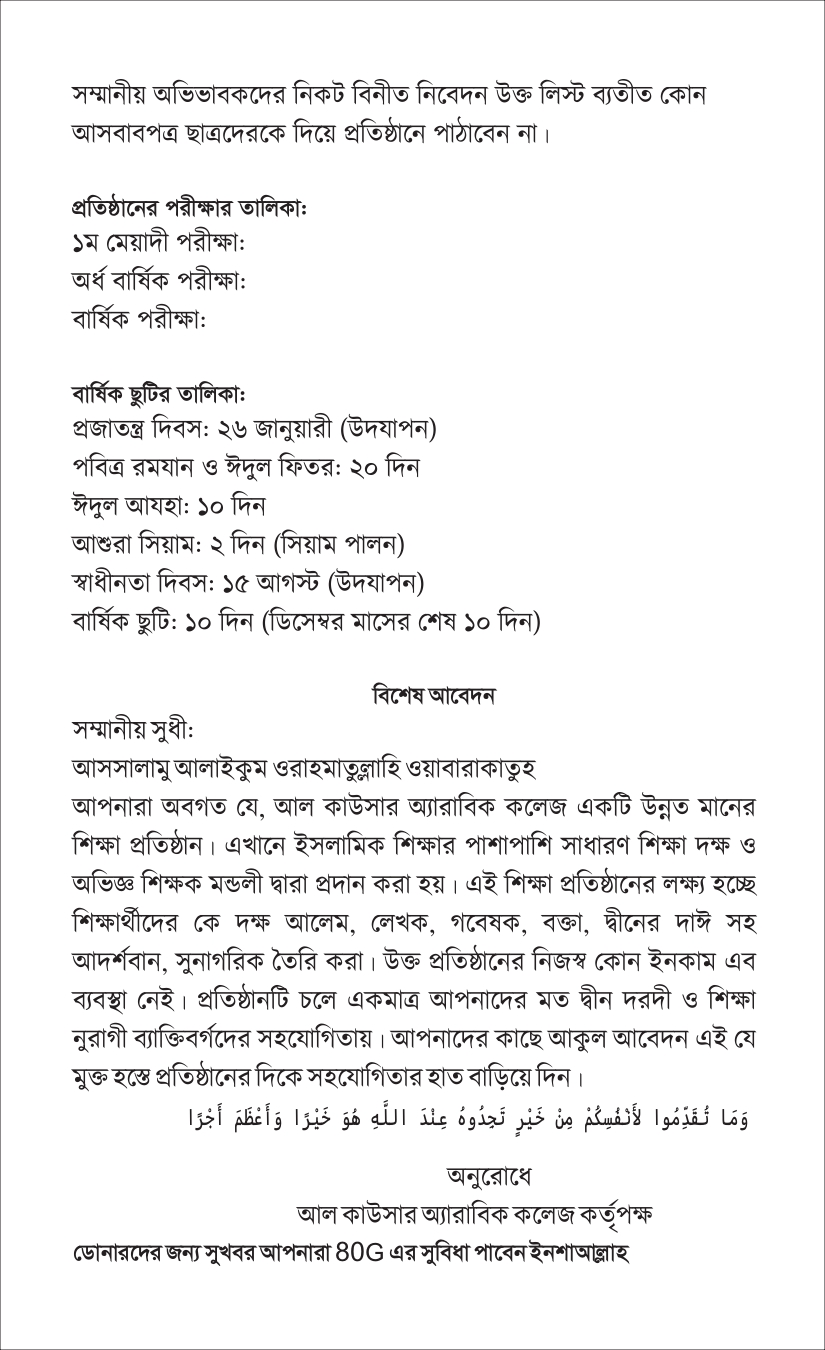 সম্মানীয় অভিভাবকদের নিকট বিনীত নিবেদন উক্ত লিস্ট ব্যতীত কোন
আসবাবপত্র ছাত্রদেরকে দিয়ে প্রতিষ্ঠানে পাঠাবেন না।
প্রতিষ্ঠানের পরীক্ষার তালিকা:
১ম মেয়াদী পরীক্ষা:
অর্ধ বার্ষিক পরীক্ষা:
বার্ষিক পরীক্ষা:
বার্ষিক ছুটির তালিকা:
প্রজাতন্ত্র দিবস: ২৬ জানুয়ারী (উদযাপন)
পবিত্র রমযান ও ঈদুল ফিতর: ২০ দিন
ঈদুল আযহা: ১০ দিন
আশুরা সিয়াম: ২ দিন (সিয়াম পালন)
স্বাধীনতা দিবস: ১৫ আগস্ট (উদযাপন)
বার্ষিক ছুটি: ১০ দিন (ডিসেম্বর মাসের শেষ ১০ দিন)
বিশেষ আবেদন
সম্মানীয় সুধী:
আসসালামু আলাইকুম ওরাহমাতুল্লাহি ওয়াবারাকাতুহ
আপনারা অবগত যে, আল কাউসার অ্যারাবিক কলেজ একটি উন্নত মানের
শিক্ষা প্রতিষ্ঠান। এখানে ইসলামিক শিক্ষার পাশাপাশি সাধারণ শিক্ষা দক্ষ ও
অভিজ্ঞ শিক্ষক মন্ডলী দ্বারা প্রদান করা হয়। এই শিক্ষা প্রতিষ্ঠানের লক্ষ্য হচ্ছে
শিক্ষার্থীদের কে দক্ষ আলেম, লেখক, গবেষক, বক্তা, দ্বীনের দাঈ সহ
আদর্শবান, সুনাগরিক তৈরি করা। উক্ত প্রতিষ্ঠানের নিজস্ব কোন ইনকাম এব
ব্যবস্থা নেই। প্রতিষ্ঠানটি চলে একমাত্র আপনাদের মত দ্বীন দরদী ও শিক্ষা
নুরাগী ব্যাক্তিবর্গদের সহযোগিতায়। আপনাদের কাছে আকুল আবেদন এই যে
মুক্ত হস্তে প্রতিষ্ঠানের দিকে সহযোগিতার হাত বাড়িয়ে দিন।
وَمَا تُقَدِّمُوا لأَنْفُسِكُمْ مِنْ خَيْرٍ تَجِدُوهُ عِنْدَ اللَّهِ هُوَ خَيْرًا وَأَعْظَمَ أَجْرًا
অনুরোধে
আল কাউসার অ্যারাবিক কলেজ কর্তৃপক্ষ
ডোনারদের জন্য সুখবর আপনারা 80G এর সুবিধা পাবেন ইনশাআল্লাহ